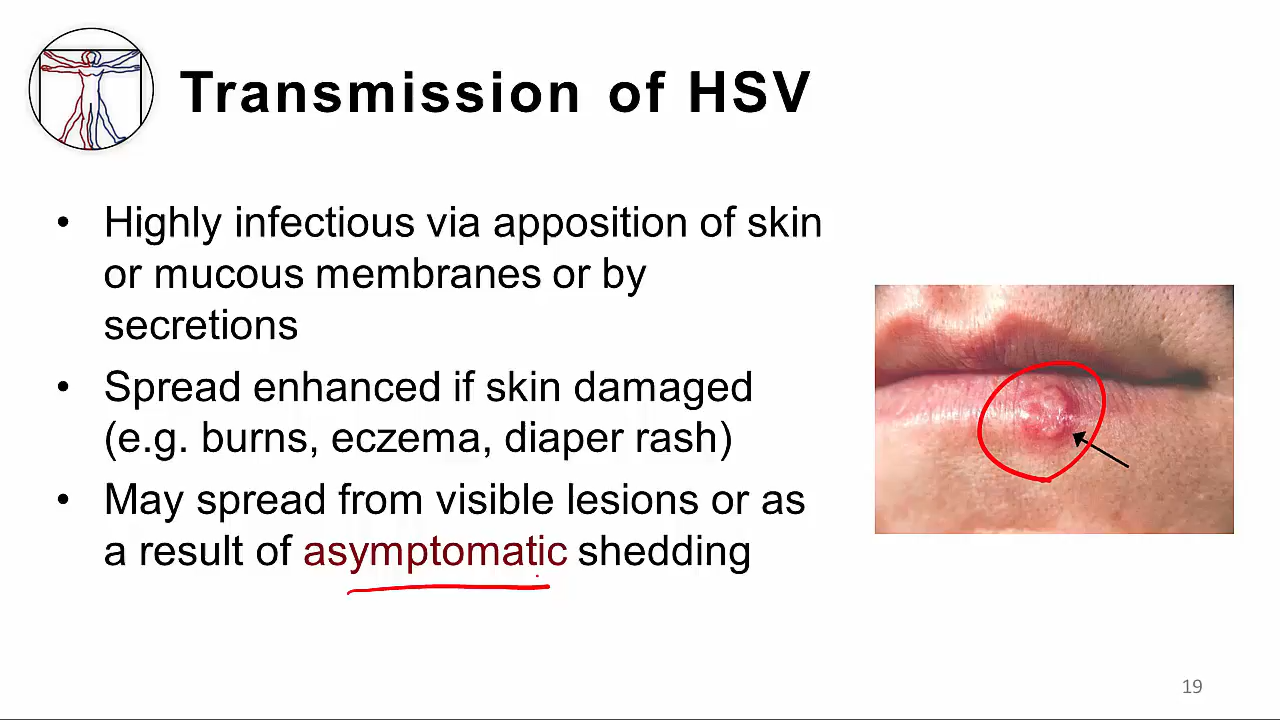 Transmission of HSV
• Highly infectious via apposition of skin
or mucous membranes or by
secretions
• Spread enhanced if skin damaged
(e.g. burns, eczema, diaper rash)
• May spread from visible lesions or as
a result of asymptomatic shedding
19